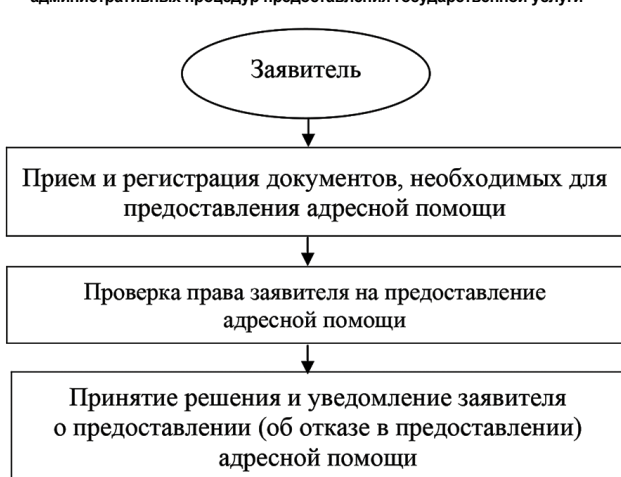 административных процедур предоставления государственной услуги
Заявитель
Прием и регистрация документов, необходимых для
предоставления адресной помощи
Проверка права заявителя на предоставление
адресной помощи
Принятие решения и уведомление заявителя
о предоставлении (об отказе в предоставлении)
адресной помощи